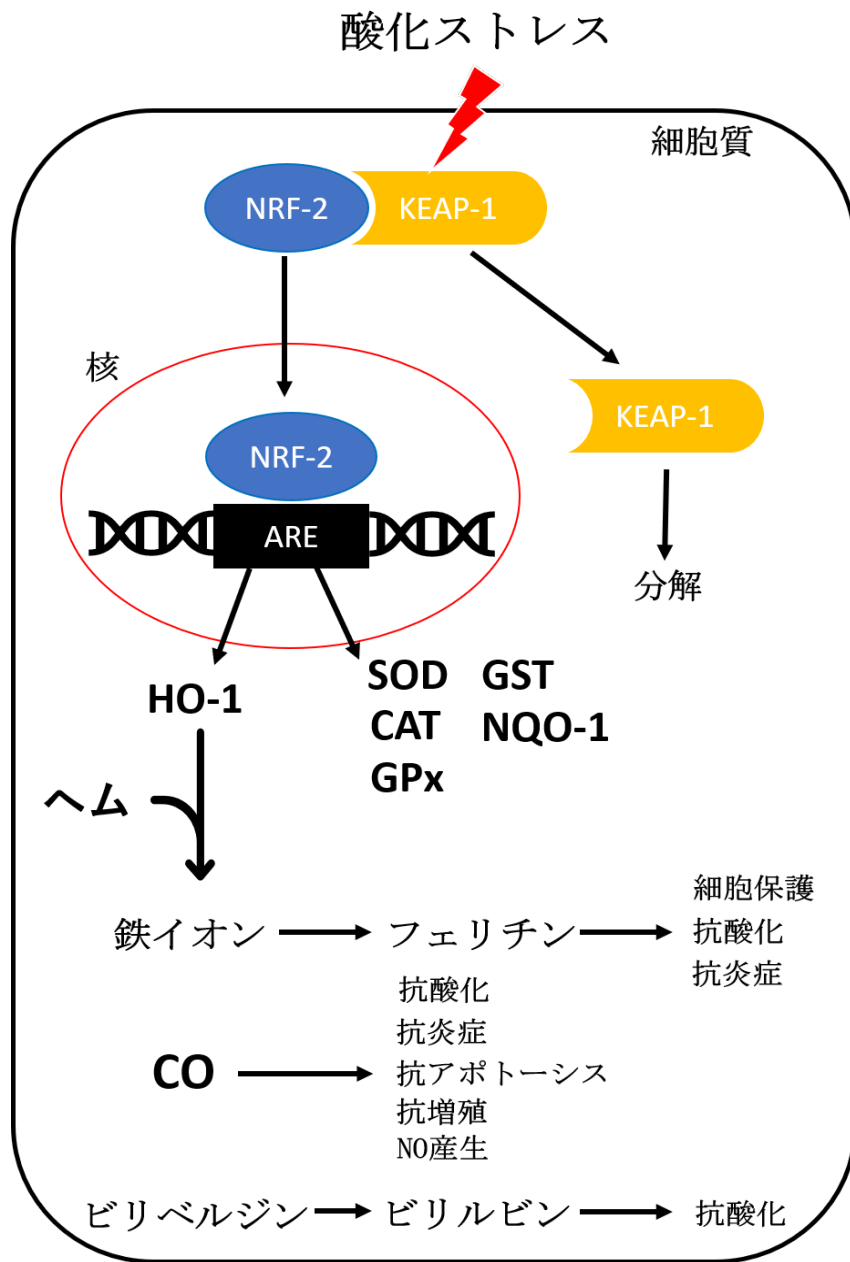 酸化ストレス
細胞質
NRF-2
KEAP-1
核
NRF-2
KEAP-1
ARE
分解
HO-1
SOD GST
CAT NQO-1
GPx
ヘム
鉄イオン
フェリチン
細胞保護
抗酸化
抗炎症
CO
抗酸化
抗炎症
抗アポトーシス
抗増殖
NO産生
ビリベルジン
ビリルビン
抗酸化